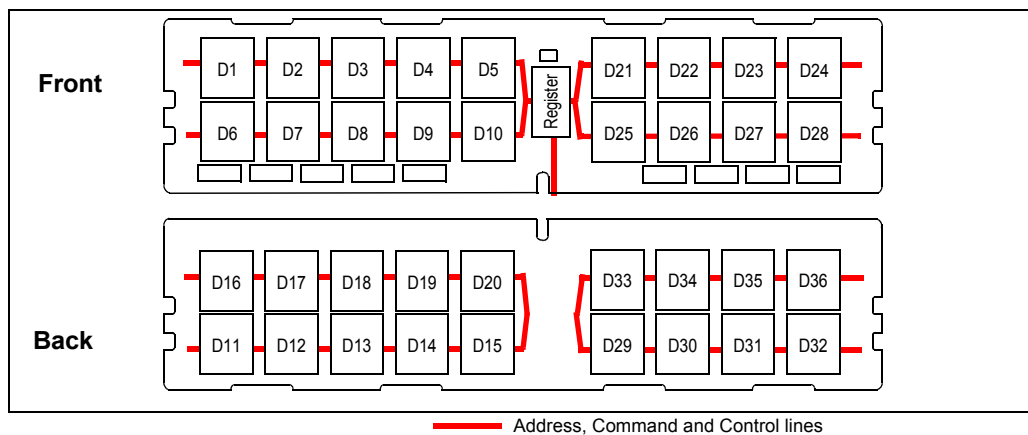 Front
D1 D2 D3 D4 D5 Register D21 D22 D23 D24
D6 D7 D8 D9 D10 D25 D26 D27 D28
Back
D16 D17 D18 D19 D20 D33 D34 D35 D36
D11 D12 D13 D14 D15 D29 D30 D31 D32
Address, Command and Control lines